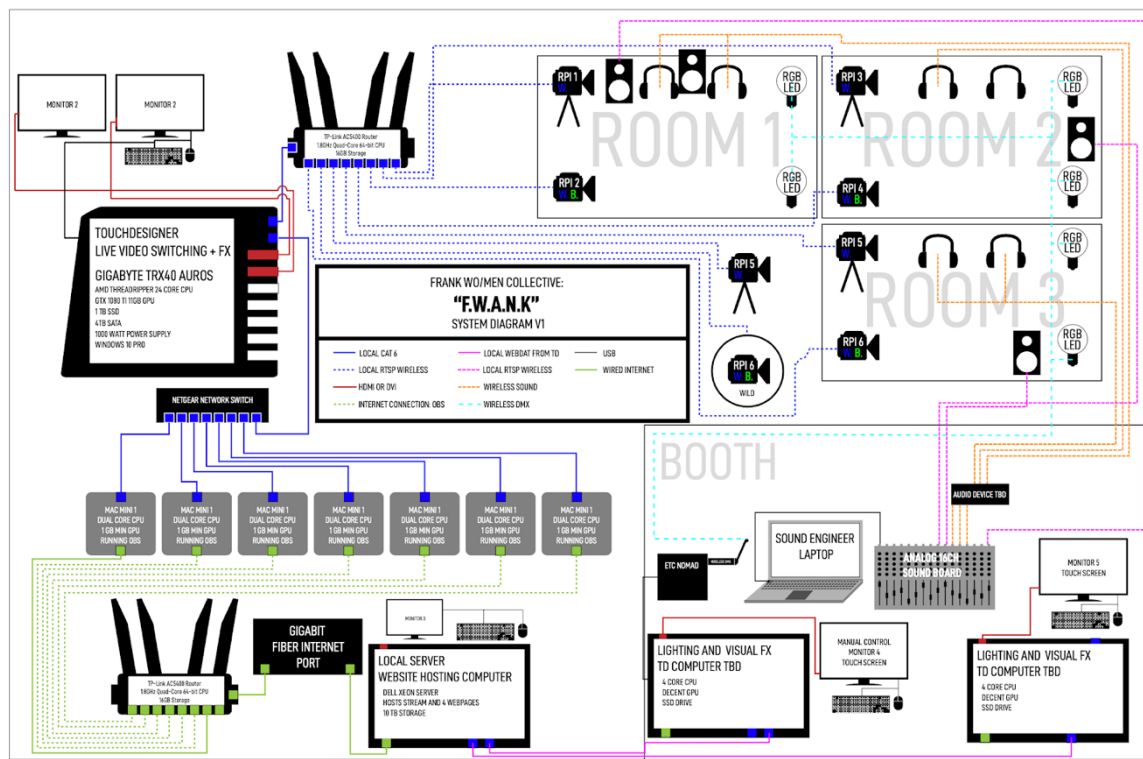 MONITOR 2
MONITOR 2
TP-Link AC5400 Router
1.8GHz Quad-Core 64-bit CPU
16GB Storage
RPI 1
W.
RPI 2
W. B.
ROOM 1
RGB
LED
RGB
LED
RPI 3
W.
RPI 4
W. B.
ROOM 2
RGB
LED
RGB
LED
RPI 5
W.
RPI 6
W. B.
ROOM 3
RGB
LED
RGB
LED
RPI 5
W.
RPI 6
W. B.
WILD
TOUCHDESIGNER
LIVE VIDEO SWITCHING + FX
GIGABYTE TRX40 AUROS
AMD THREADRIPPER 24 CORE CPU
GTX 1080 TI 11GB GPU
1 TB SSD
4TB SATA
1000 WATT POWER SUPPLY
WINDOWS 10 PRO
FRANK WO/MEN COLLECTIVE:
"F.W.A.N.K"
SYSTEM DIAGRAM V1
LOCAL CAT 6
LOCAL WEBDAT FROM TD
USB
LOCAL RTSP WIRELESS
LOCAL RTSP WIRELESS
WIRED INTERNET
HDMI OR DVI
WIRELESS SOUND
INTERNET CONNECTION: OBS
WIRELESS DMX
NETGEAR NETWORK SWITCH
MAC MINI 1
DUAL CORE CPU
1 GB MIN GPU
RUNNING OBS
MAC MINI 1
DUAL CORE CPU
1 GB MIN GPU
RUNNING OBS
MAC MINI 1
DUAL CORE CPU
1 GB MIN GPU
RUNNING OBS
MAC MINI 1
DUAL CORE CPU
1 GB MIN GPU
RUNNING OBS
MAC MINI 1
DUAL CORE CPU
1 GB MIN GPU
RUNNING OBS
MAC MINI 1
DUAL CORE CPU
1 GB MIN GPU
RUNNING OBS
MAC MINI 1
DUAL CORE CPU
1 GB MIN GPU
RUNNING OBS
TP-Link AC5400 Router
1.8GHz Quad-Core 64-bit CPU
16GB Storage
GIGABIT
FIBER INTERNET
PORT
MONITOR 3
LOCAL SERVER
WEBSITE HOSTING COMPUTER
DELL XEON SERVER
HOSTS STREAM AND 4 WEBPAGES
10 TB STORAGE
BOOTH
ETC NOMAD
WIRELESS DMX
SOUND ENGINEER
LAPTOP
AUDIO DEVICE TBD
ANALOG 16CH
SOUND BOARD
MONITOR 5
TOUCH SCREEN
LIGHTING AND VISUAL FX
TD COMPUTER TBD
4 CORE CPU
DECENT GPU
SSD DRIVE
MANUAL CONTROL
MONITOR 4
TOUCH SCREEN
LIGHTING AND VISUAL FX
TD COMPUTER TBD
4 CORE CPU
DECENT GPU
SSD DRIVE